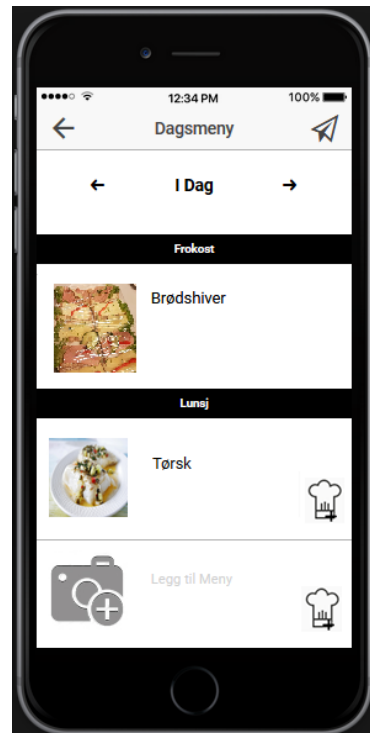 12:34 PM
100%
Dagsmeny
← I Dag →
Frokost
Brødshiver
Lunsj
Tørsk
Legg til Meny